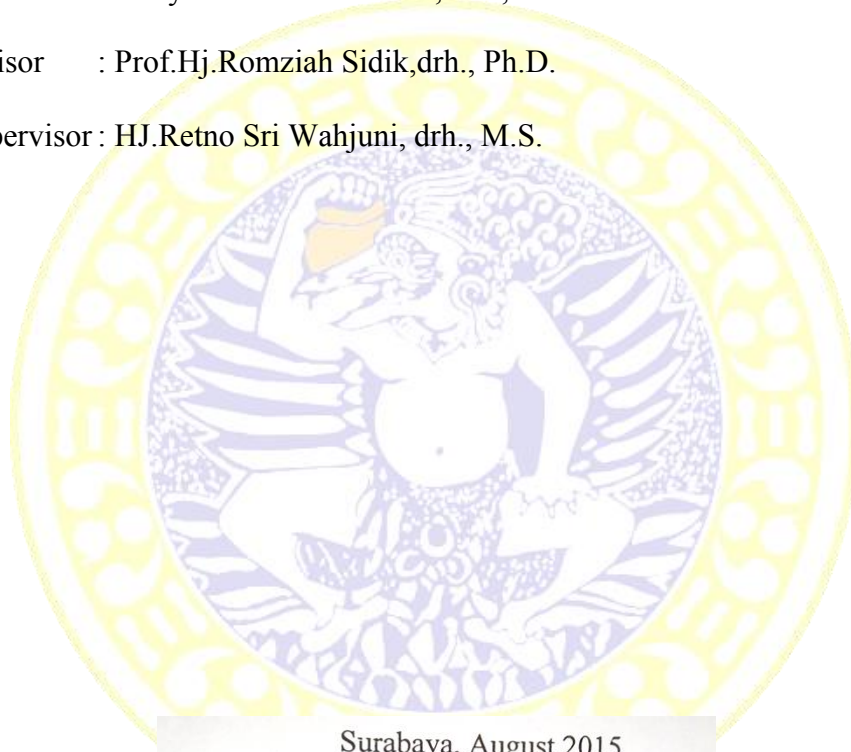 isor : Prof.Hj.Romziah Sidik,drh., Ph.D.
pervisor : HJ.Retno Sri Wahjuni, drh., M.S.
Surabaya, August 2015